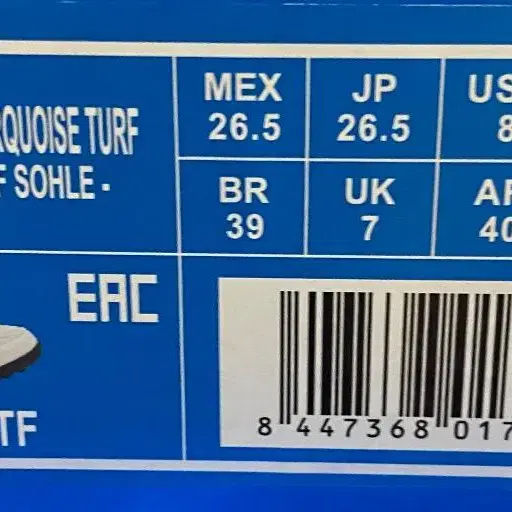 RQUOISE TURF
F SOHLE -
MEX
26.5
JP
26.5
US
8
BR
39
UK
7
AR
40
EAC
TF
8 447368 017